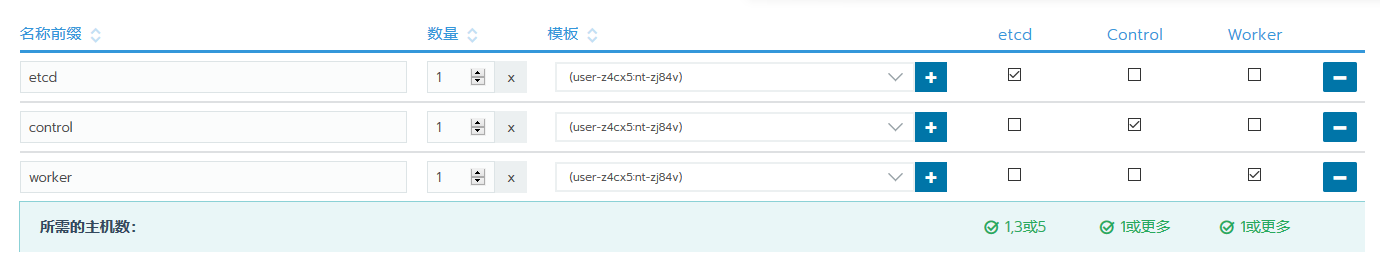 名称前缀 数量 模板 etcd Control Worker
etcd 1 x (user-z4cx5:nt-zj84v)
control 1 x (user-z4cx5:nt-zj84v)
worker 1 x (user-z4cx5:nt-zj84v)
所需的主机数: 1,3或5 1或更多 1或更多